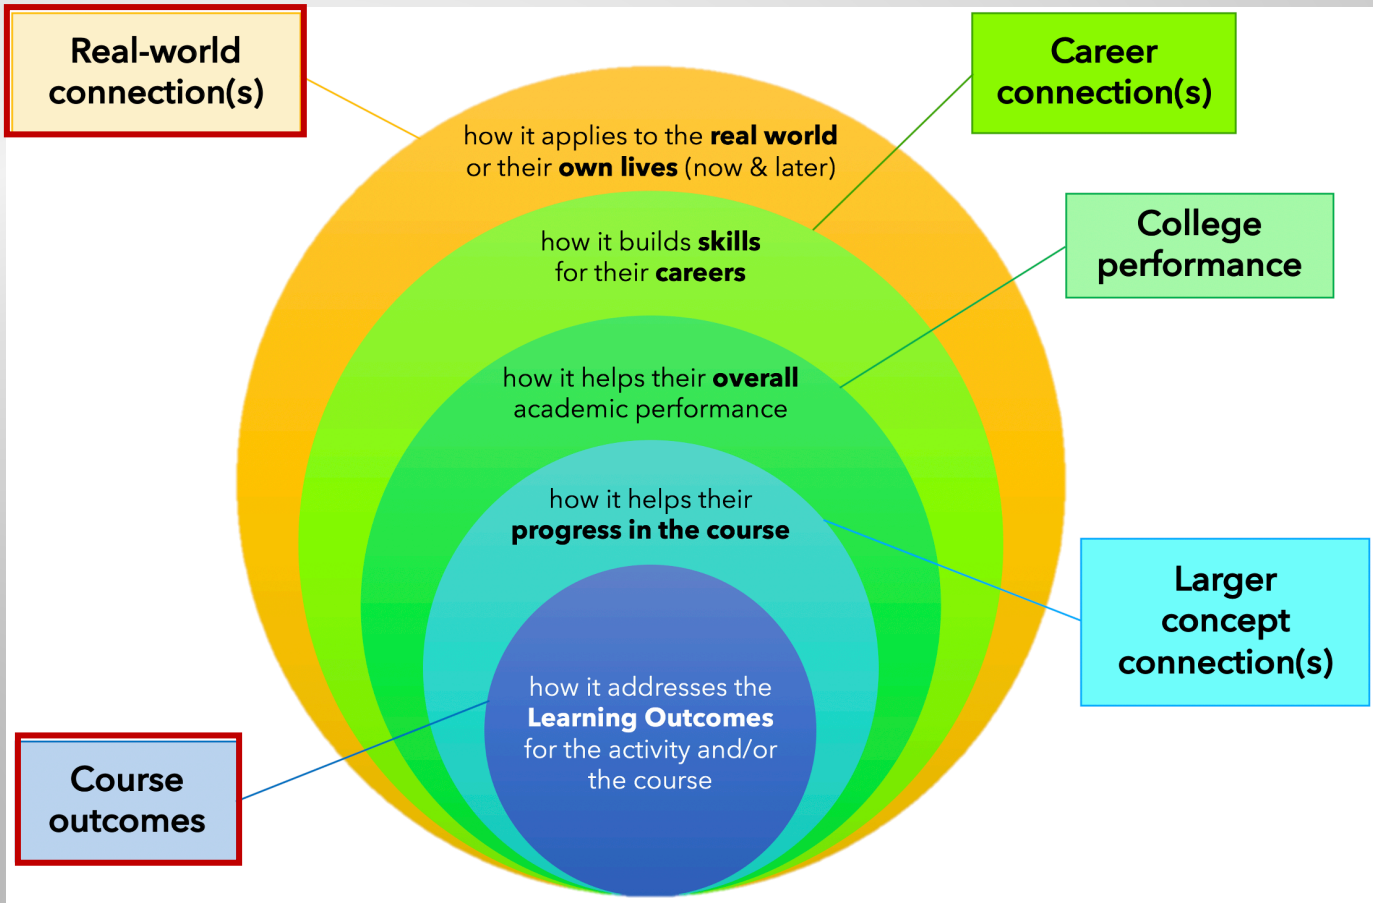 Real-world
connection(s)
Career
connection(s)
how it applies to the real world
or their own lives (now & later)
College
performance
how it builds skills
for their careers
how it helps their overall
academic performance
how it helps their
progress in the course
Larger
concept
connection(s)
how it addresses the
Learning Outcomes
for the activity and/or
the course
Course
outcomes